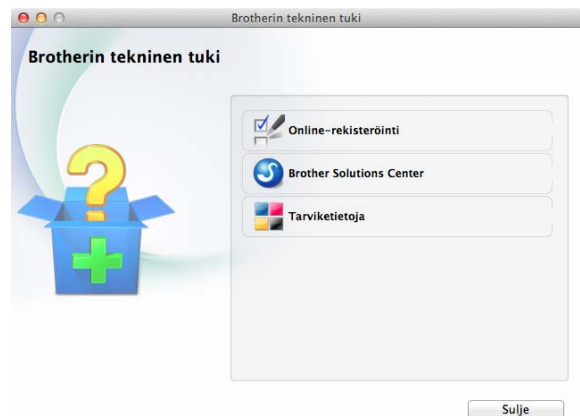 Brotherin tekninen tuki
Brotherin tekninen tuki
Online-rekisteröinti
Brother Solutions Center
Tarviketietoja
Sulje